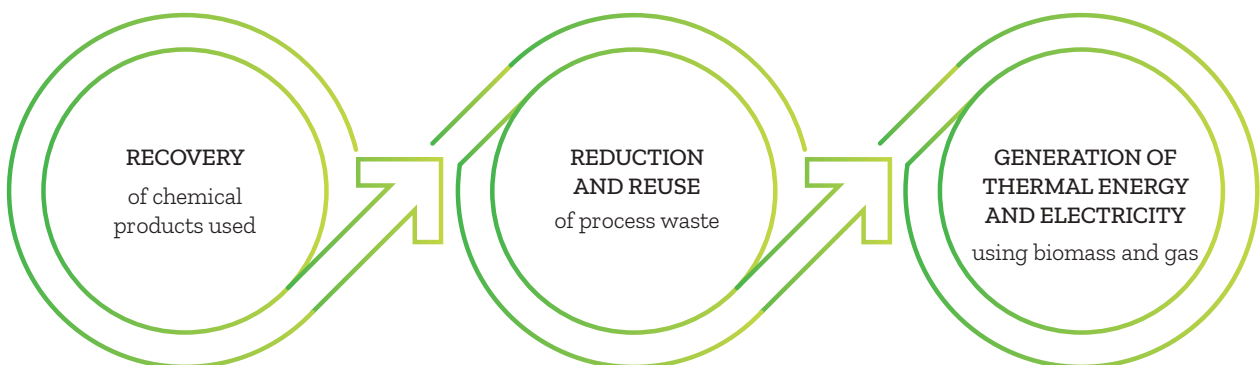 RECOVERY
of chemical
products used
REDUCTION
AND REUSE
of process waste
GENERATION OF
THERMAL ENERGY
AND ELECTRICITY
using biomass and gas